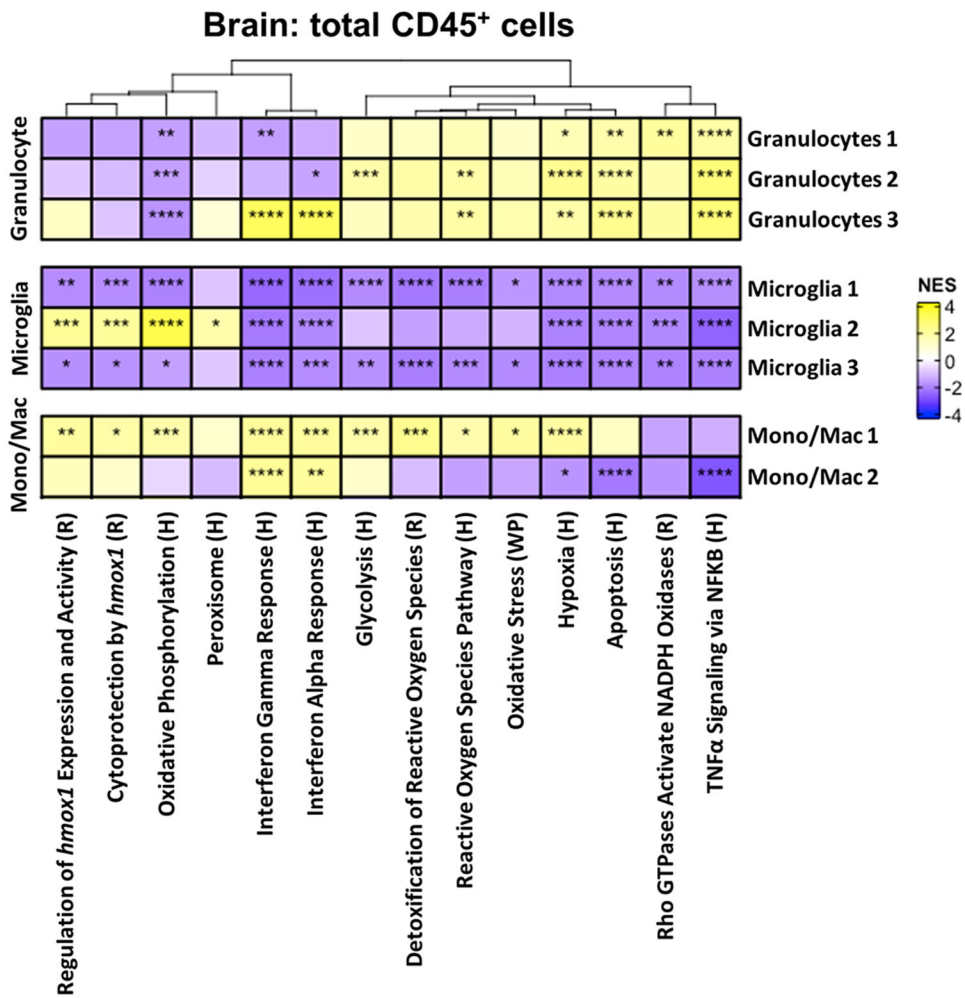 Brain: total CD45⁺ cells
Granulocyte
** ** * ** ** **** Granulocytes 1
*** * *** ** **** **** **** Granulocytes 2
**** **** **** ** ** **** **** Granulocytes 3
Microglia
** *** **** **** **** **** **** **** * **** **** ** **** Microglia 1
*** *** **** * **** **** **** **** *** **** Microglia 2
* * * **** *** ** **** *** * **** **** ** **** Microglia 3
Mono/Mac
** * *** **** *** *** *** * * **** Mono/Mac 1
**** ** * **** **** Mono/Mac 2
NES
4
2
0
-2
-4
Regulation of hmox1 Expression and Activity (R)
Cytoprotection by hmox1 (R)
Oxidative Phosphorylation (H)
Peroxisome (H)
Interferon Gamma Response (H)
Interferon Alpha Response (H)
Glycolysis (H)
Detoxification of Reactive Oxygen Species (R)
Reactive Oxygen Species Pathway (H)
Oxidative Stress (WP)
Hypoxia (H)
Apoptosis (H)
Rho GTPases Activate NADPH Oxidases (R)
TNFα Signaling via NFKB (H)